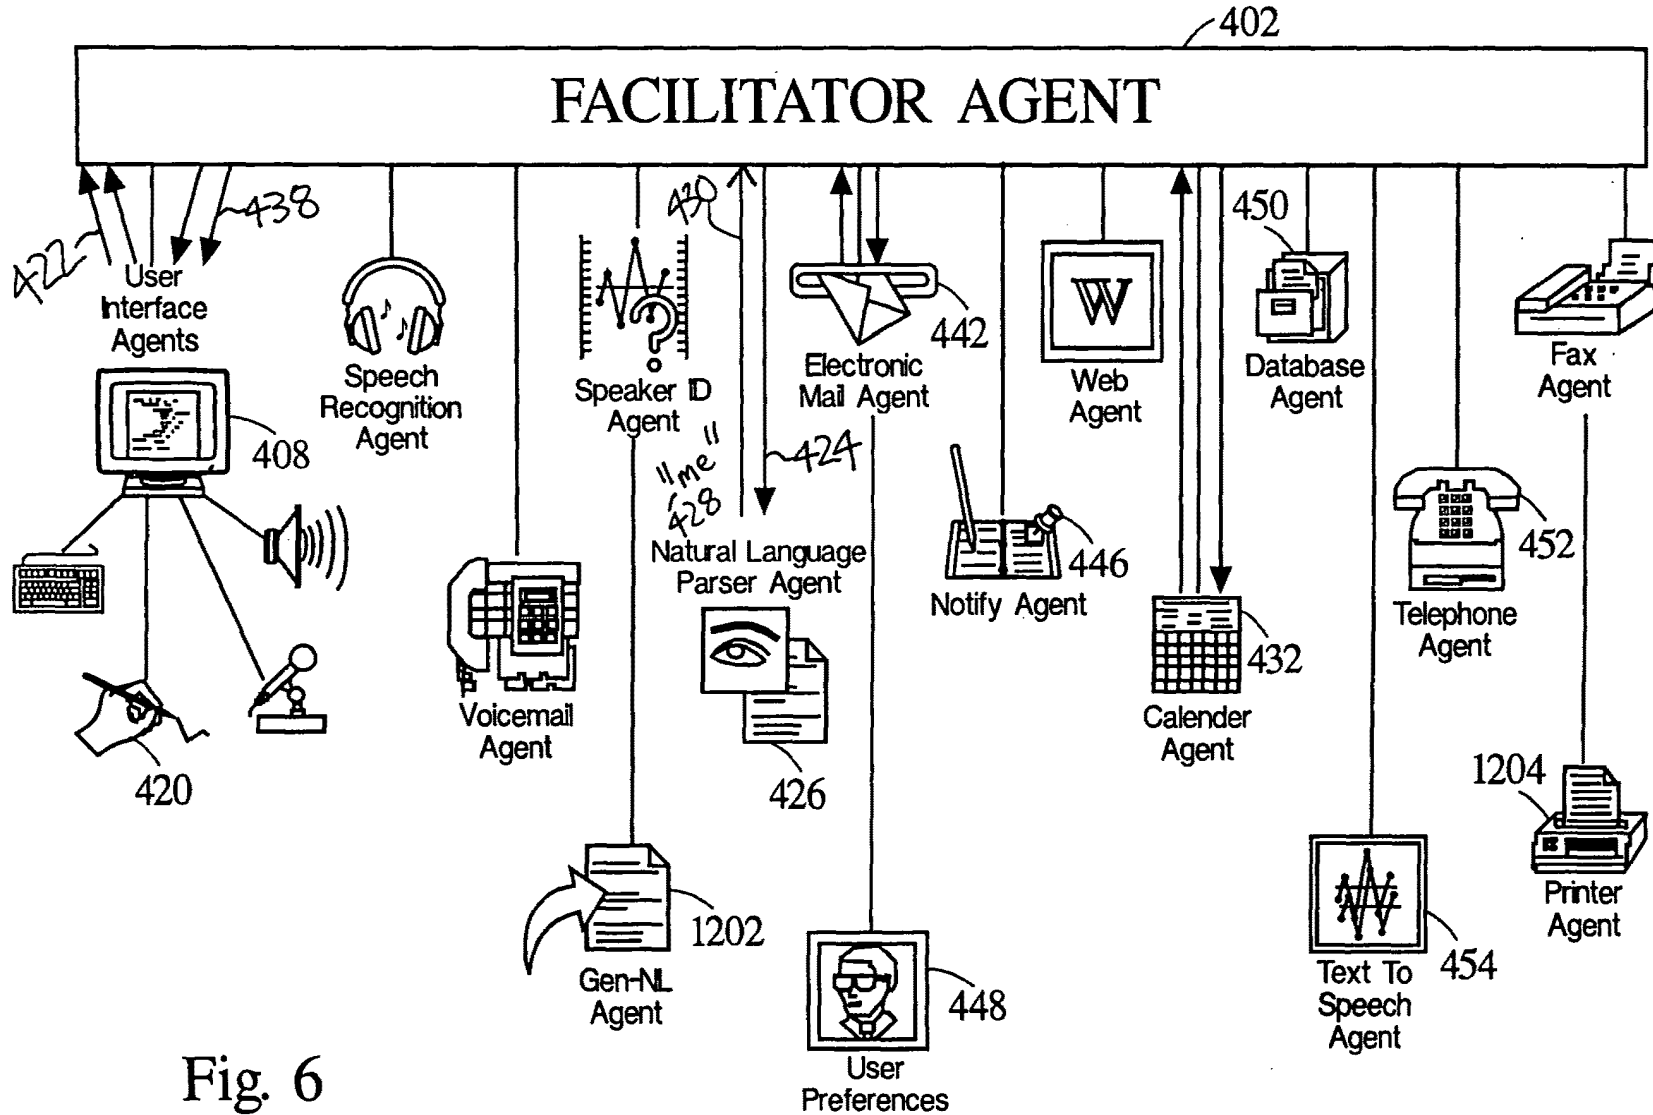 402
FACILITATOR AGENT
422
438
430
450
User
Interface
Agents
408
420
Speech
Recognition
Agent
Voicemail
Agent
Speaker ID
Agent
1202
Gen-NL
Agent
"me"
428
424
Natural Language
Parser Agent
426
442
Electronic
Mail Agent
448
User
Preferences
446
Notify Agent
W
Web
Agent
432
Calender
Agent
Database
Agent
454
Text To
Speech
Agent
452
Telephone
Agent
Fax
Agent
1204
Printer
Agent
Fig. 6